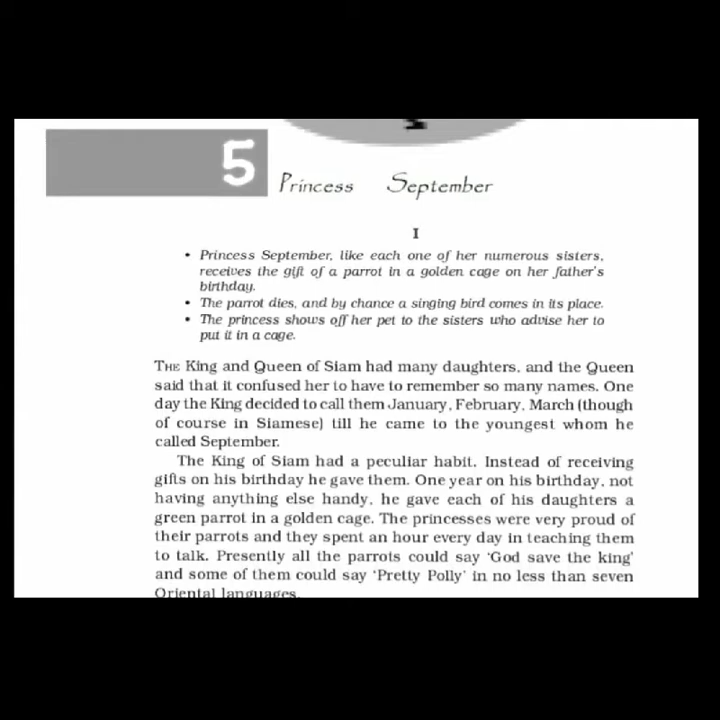 5
Princess September
I
• Princess September, like each one of her numerous sisters,
receives the gift of a parrot in a golden cage on her father's
birthday.
• The parrot dies, and by chance a singing bird comes in its place.
• The princess shows off her pet to the sisters who advise her to
put it in a cage.
THE King and Queen of Siam had many daughters, and the Queen
said that it confused her to have to remember so many names. One
day the King decided to call them January, February, March (though
of course in Siamese) till he came to the youngest whom he
called September.
The King of Siam had a peculiar habit. Instead of receiving
gifts on his birthday he gave them. One year on his birthday, not
having anything else handy, he gave each of his daughters a
green parrot in a golden cage. The princesses were very proud of
their parrots and they spent an hour every day in teaching them
to talk. Presently all the parrots could say 'God save the king'
and some of them could say 'Pretty Polly' in no less than seven
Oriental languages.